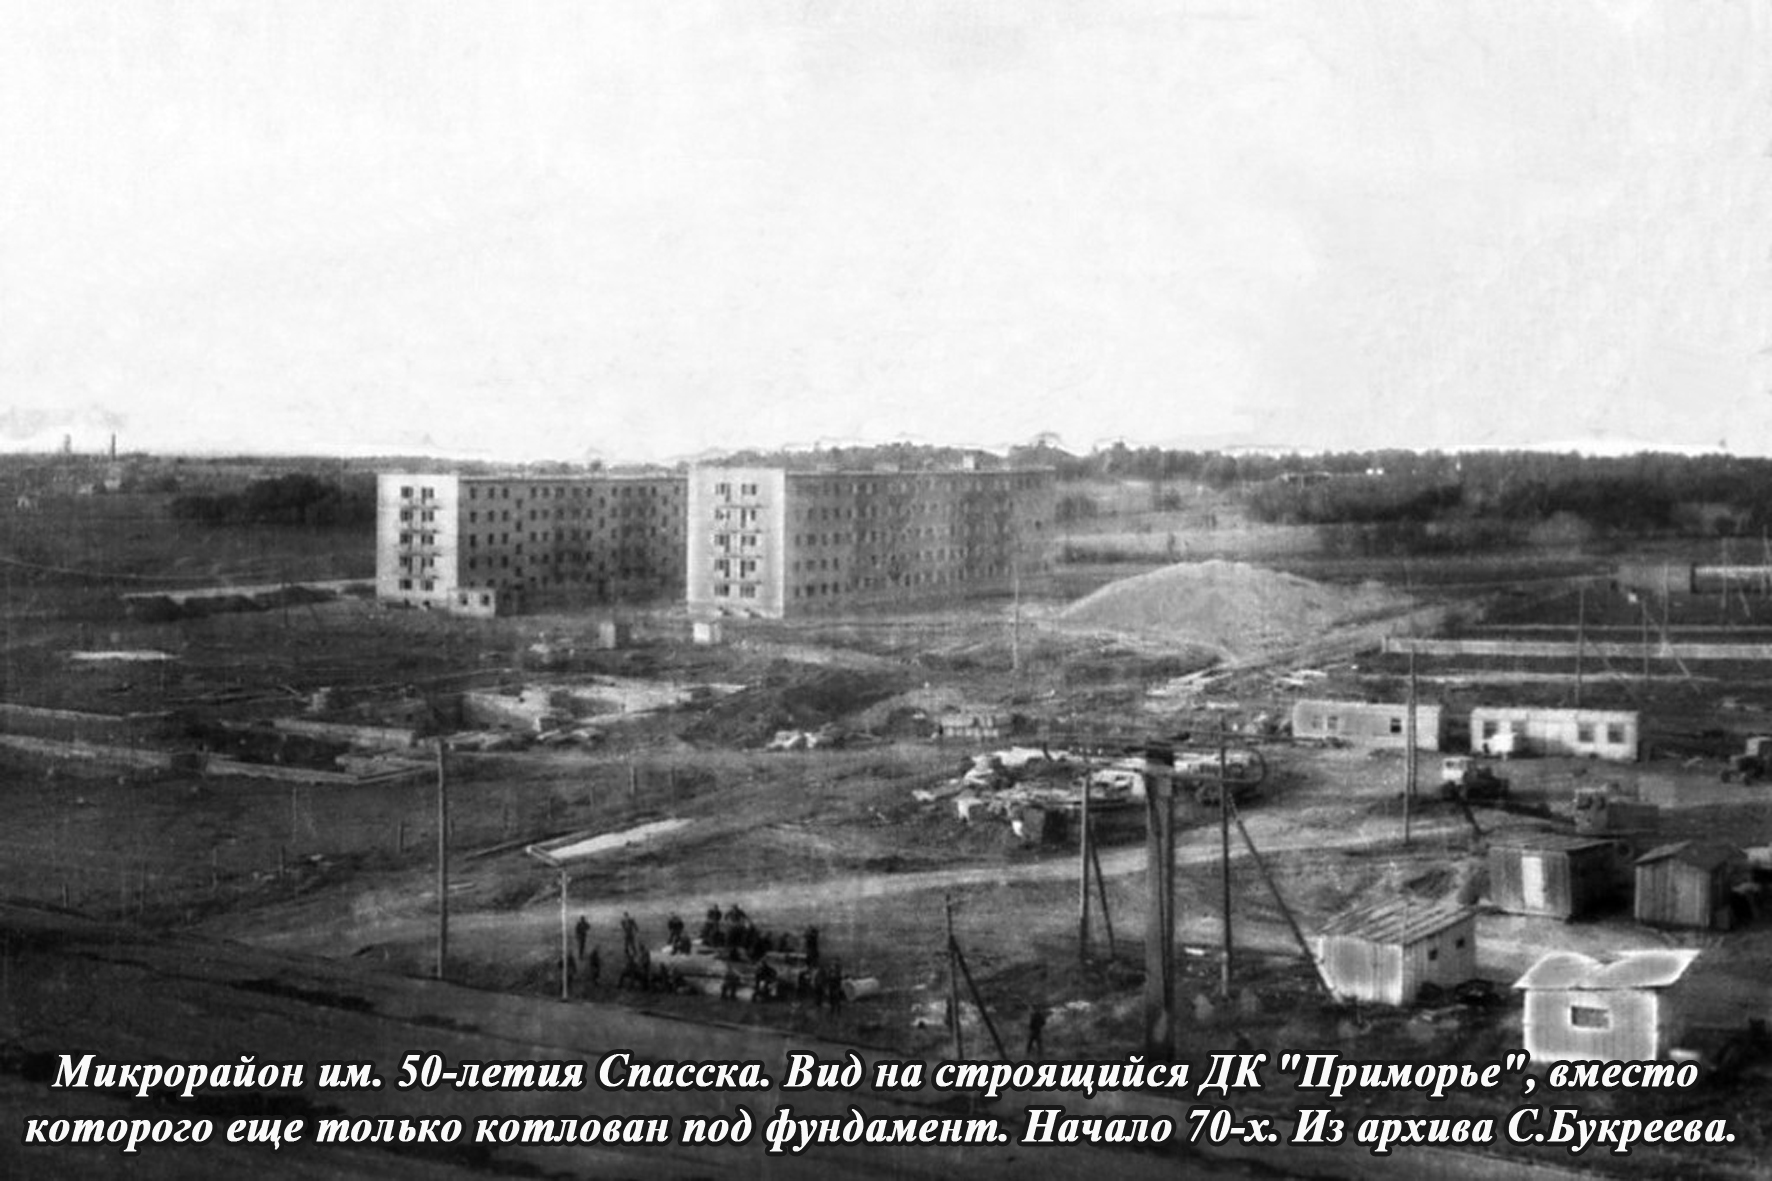 Микрорайон им. 50-летия Спасска. Вид на строящийся ДК "Приморье", вместо
которого еще только котлован под фундамент. Начало 70-х. Из архива С.Букреева.